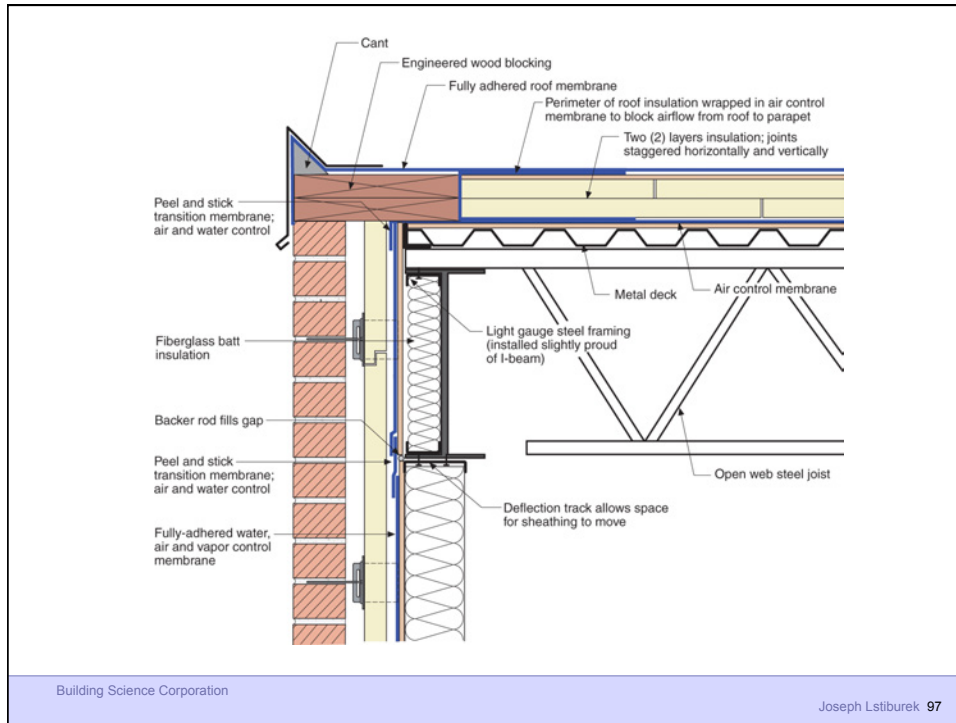 Cant
Engineered wood blocking
Fully adhered roof membrane
Perimeter of roof insulation wrapped in air control
membrane to block airflow from roof to parapet
Two (2) layers insulation; joints
staggered horizontally and vertically
Peel and stick
transition membrane;
air and water control
Metal deck
Air control membrane
Fiberglass batt
insulation
Light gauge steel framing
(installed slightly proud
of I-beam)
Backer rod fills gap
Peel and stick
transition membrane;
air and water control
Open web steel joist
Deflection track allows space
for sheathing to move
Fully-adhered water,
air and vapor control
membrane
Building Science Corporation
Joseph Lstiburek 97